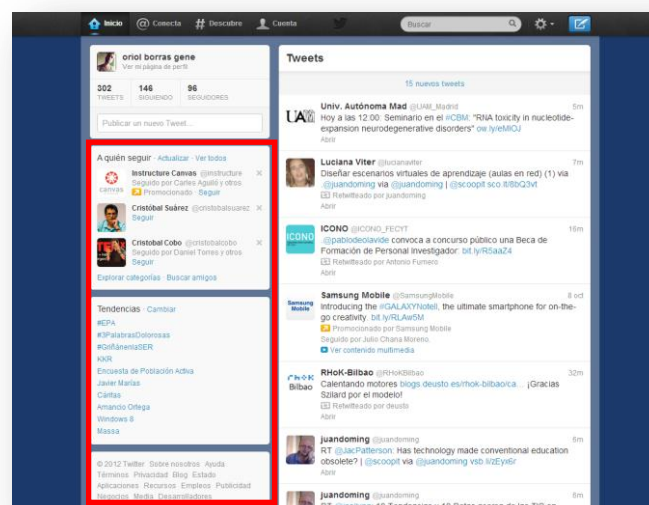 Inicio @ Conecta # Descubre Cuenta
Buscar
oriol borras gene
Ver mi página de perfil
302 146 96
TWEETS SIGUIENDO SEGUIDORES
Publicar un nuevo Tweet...
A quién seguir · Actualizar · Ver todos
Instructure Canvas @instructure
Seguido por Carles Aguiló y otros.
Promocionado · Seguir
canvas
Cristóbal Suárez @cristobalsuarez
Seguir
Cristobal Cobo @cristobalcobo
Seguido por Daniel Torres y otros
Seguir
Explorar categorías · Buscar amigos
Tendencias · Cambiar
#EPA
#3PalabrasDolorosas
#GriñánenlaSER
KKR
Encuesta de Población Activa
Javier Marías
Cáritas
Amancio Ortega
Windows 8
Massa
© 2012 Twitter Sobre nosotros Ayuda
Términos Privacidad Blog Estado
Aplicaciones Recursos Empleos Publicidad
Negocios Media Desarrolladores
Tweets
15 nuevos tweets
Univ. Autónoma Mad @UAM_Madrid 5m
Hoy a las 12:00. Seminario en el #CBM: "RNA toxicity in nucleotide-
expansion neurodegenerative disorders" ow.ly/eMIOJ
Abrir
Luciana Viter @lucianaviter 7m
Diseñar escenarios virtuales de aprendizaje (aulas en red) (1) via
@juandoming via @juandoming | @scoopit sco.lt/8bQ3vt
Retwitteado por juandoming
Abrir
ICONO @ICONO_FECYT 16m
@pablodeolavide convoca a concurso público una Beca de
Formación de Personal Investigador: bit.ly/R5aaZ4
Retwitteado por Antonio Fumero
Abrir
Samsung Mobile @SamsungMobile 8 oct
Introducing the #GALAXYNoteII, the ultimate smartphone for on-the-
go creativity. bit.ly/RLAw5M
Promocionado por Samsung Mobile
Seguido por Julio Chana Moreno.
Ver contenido multimedia
RHoK-Bilbao @RHoKBilbao 32m
Calentando motores blogs.deusto.es/rhok-bilbao/ca... ¡Gracias
Szilard por el modelo!
Retwitteado por deusto
Abrir
juandoming @juandoming 6m
RT @JacPatterson: Has technology made conventional education
obsolete? | @scoopit via @juandoming vsb.li/zEyv6r
Abrir
juandoming @juandoming 8m